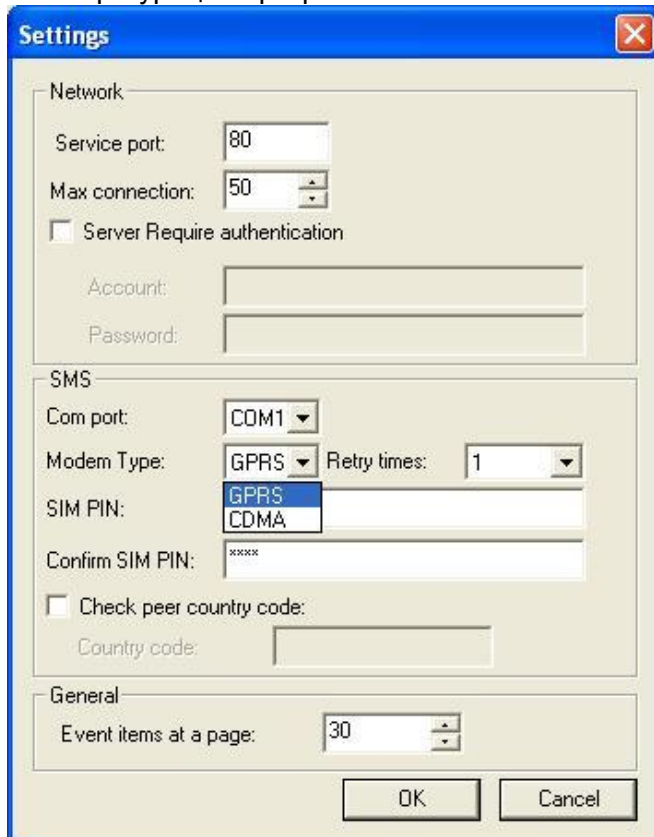 Settings
Network
Service port: 80
Max connection: 50
Server Require authentication
Account:
Password:
SMS
Com port: COM1
Modem Type: GPRS Retry times: 1
GPRS
SIM PIN:
CDMA
Confirm SIM PIN: ****
Check peer country code:
Country code:
General
Event items at a page: 30
OK Cancel